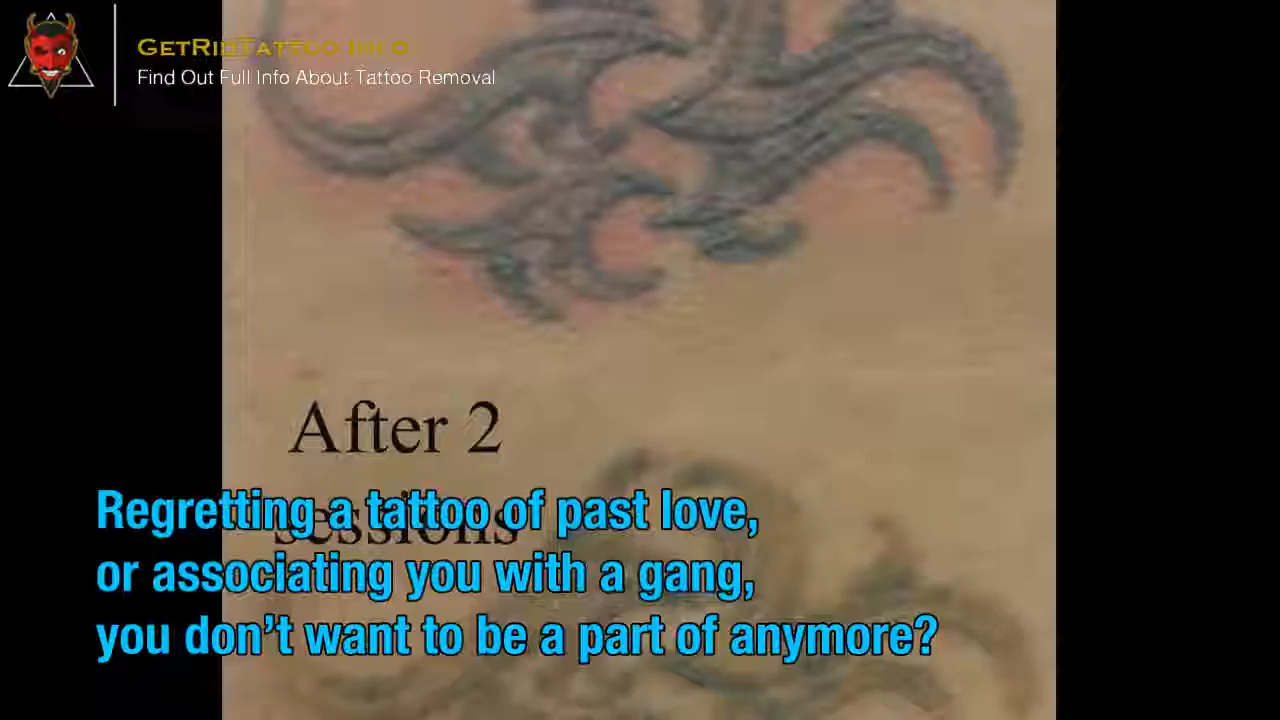 GetRidTattoo.Info
Find Out Full Info About Tattoo Removal
After 2
sessions
Regretting a tattoo of past love,
or associating you with a gang,
you don't want to be a part of anymore?